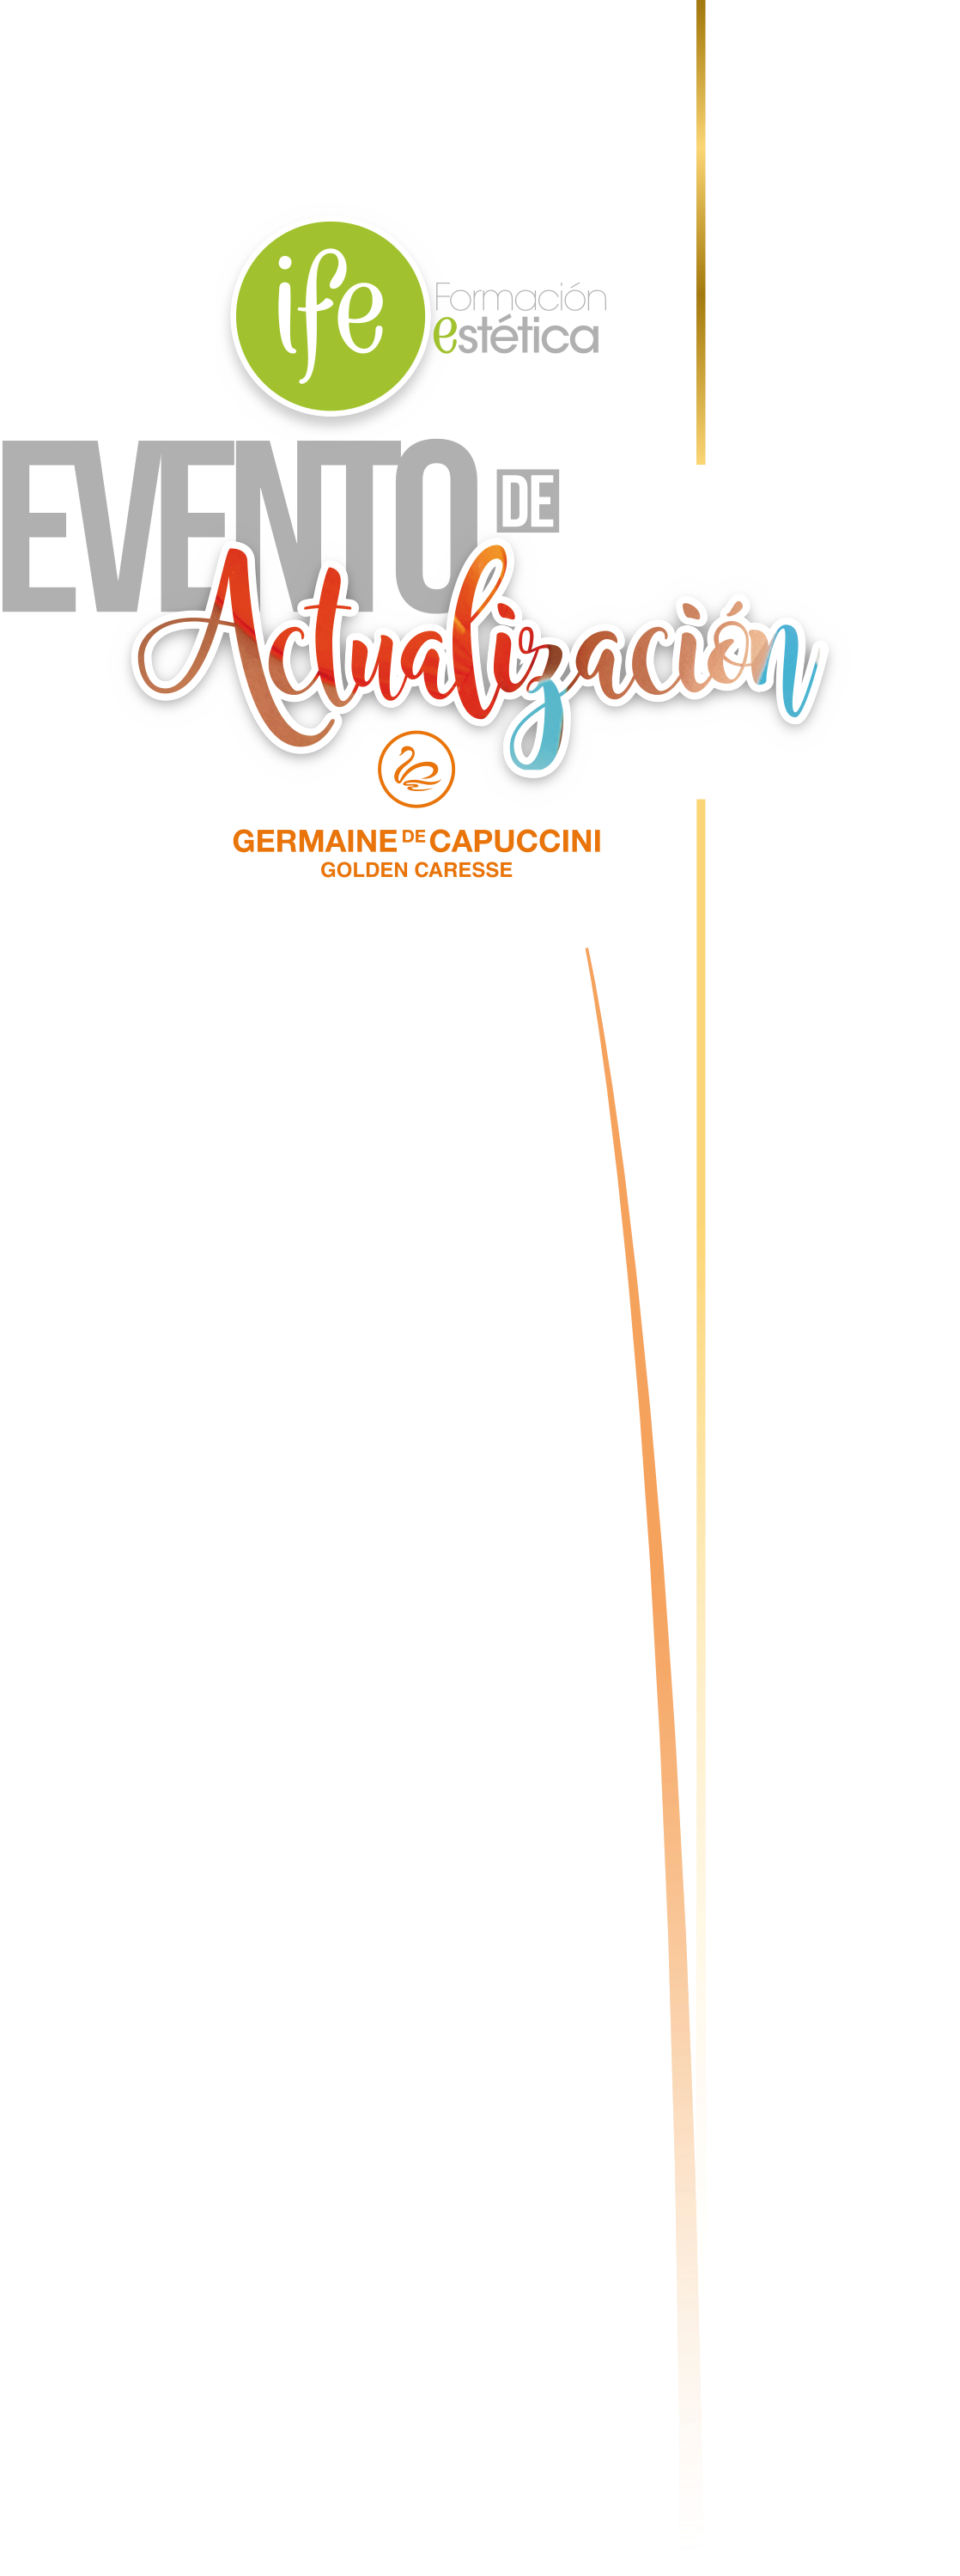 ife
Formación
estética
EVENTO DE
Actualización
GERMAINE DE CAPUCCINI
GOLDEN CARESSE